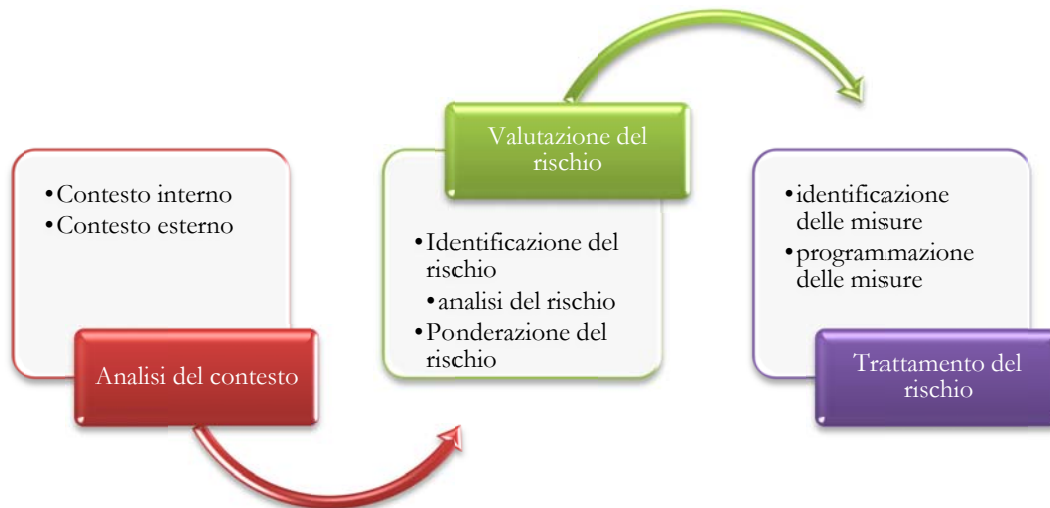 •Contesto interno
•Contesto esterno
Analisi del contesto
Valutazione del
rischio
•Identificazione del
rischio
•analisi del rischio
•Ponderazione del
rischio
•identificazione
delle misure
•programmazione
delle misure
Trattamento del
rischio